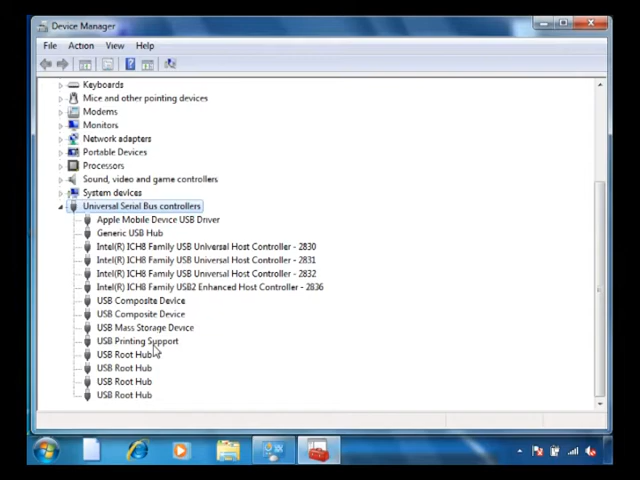 Device Manager
File Action View Help
Keyboards
Mice and other pointing devices
Modems
Monitors
Network adapters
Portable Devices
Processors
Sound, video and game controllers
System devices
Universal Serial Bus controllers
Apple Mobile Device USB Driver
Generic USB Hub
Intel(R) ICH8 Family USB Universal Host Controller - 2830
Intel(R) ICH8 Family USB Universal Host Controller - 2831
Intel(R) ICH8 Family USB Universal Host Controller - 2832
Intel(R) ICH8 Family USB2 Enhanced Host Controller - 2836
USB Composite Device
USB Composite Device
USB Mass Storage Device
USB Printing Support
USB Root Hub
USB Root Hub
USB Root Hub
USB Root Hub